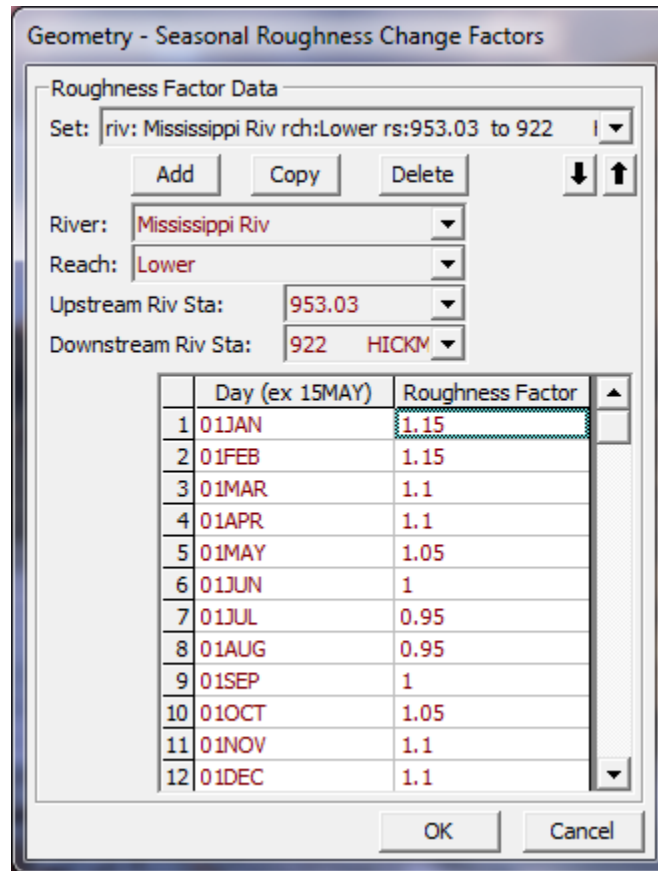 Geometry - Seasonal Roughness Change Factors
Roughness Factor Data
Set: riv: Mississippi Riv rch:Lower rs:953.03 to 922
Add Copy Delete
River: Mississippi Riv
Reach: Lower
Upstream Riv Sta: 953.03
Downstream Riv Sta: 922 HICKM
Day (ex 15MAY) Roughness Factor
1 01JAN 1.15
2 01FEB 1.15
3 01MAR 1.1
4 01APR 1.1
5 01MAY 1.05
6 01JUN 1
7 01JUL 0.95
8 01AUG 0.95
9 01SEP 1
10 01OCT 1.05
11 01NOV 1.1
12 01DEC 1.1
OK Cancel